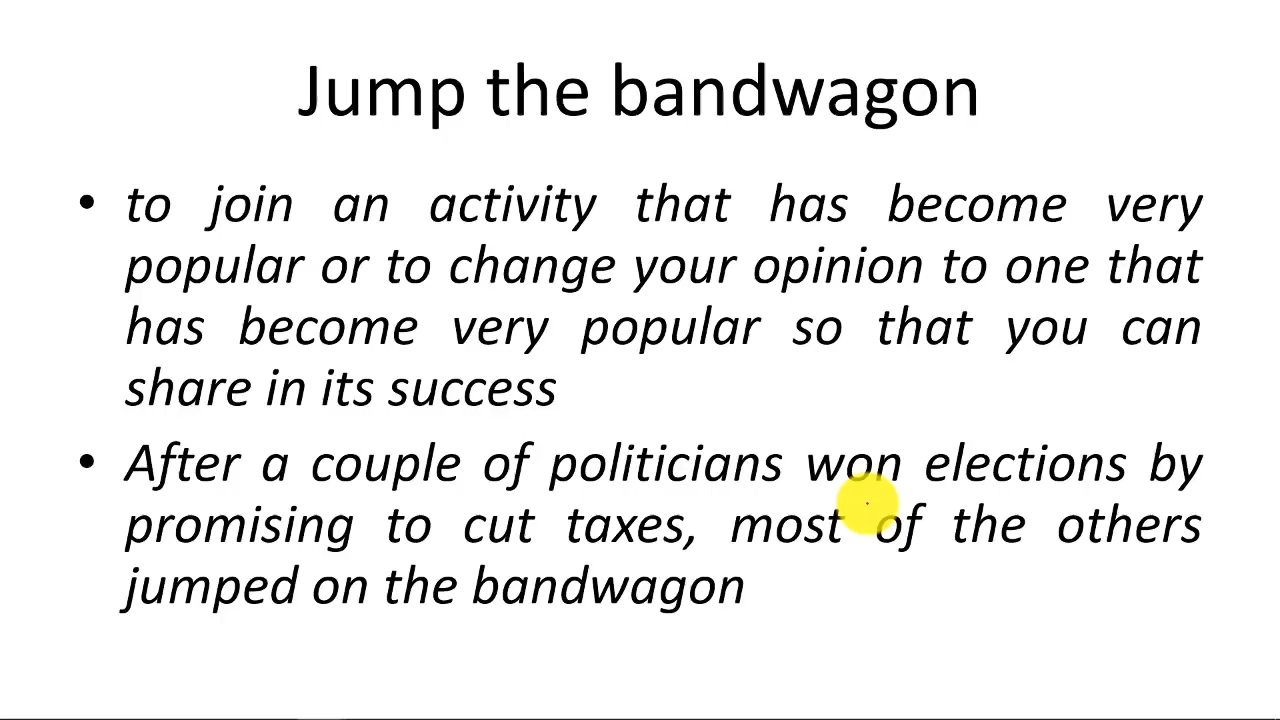 Jump the bandwagon
• to join an activity that has become very
popular or to change your opinion to one that
has become very popular so that you can
share in its success
• After a couple of politicians won elections by
promising to cut taxes, most of the others
jumped on the bandwagon